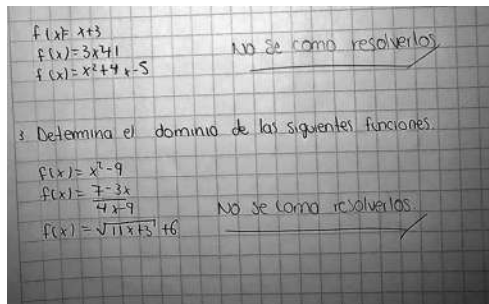 f(x)= x+3
f(x)=3x²+1
f(x)=x²+4x-5
No se como resolverlos
3. Determina el dominio de las siguientes funciones.
f(x)= x²-9
f(x)= 7-3x
4x-9
f(x) = √11x+3 +6
No se como resolverlos.